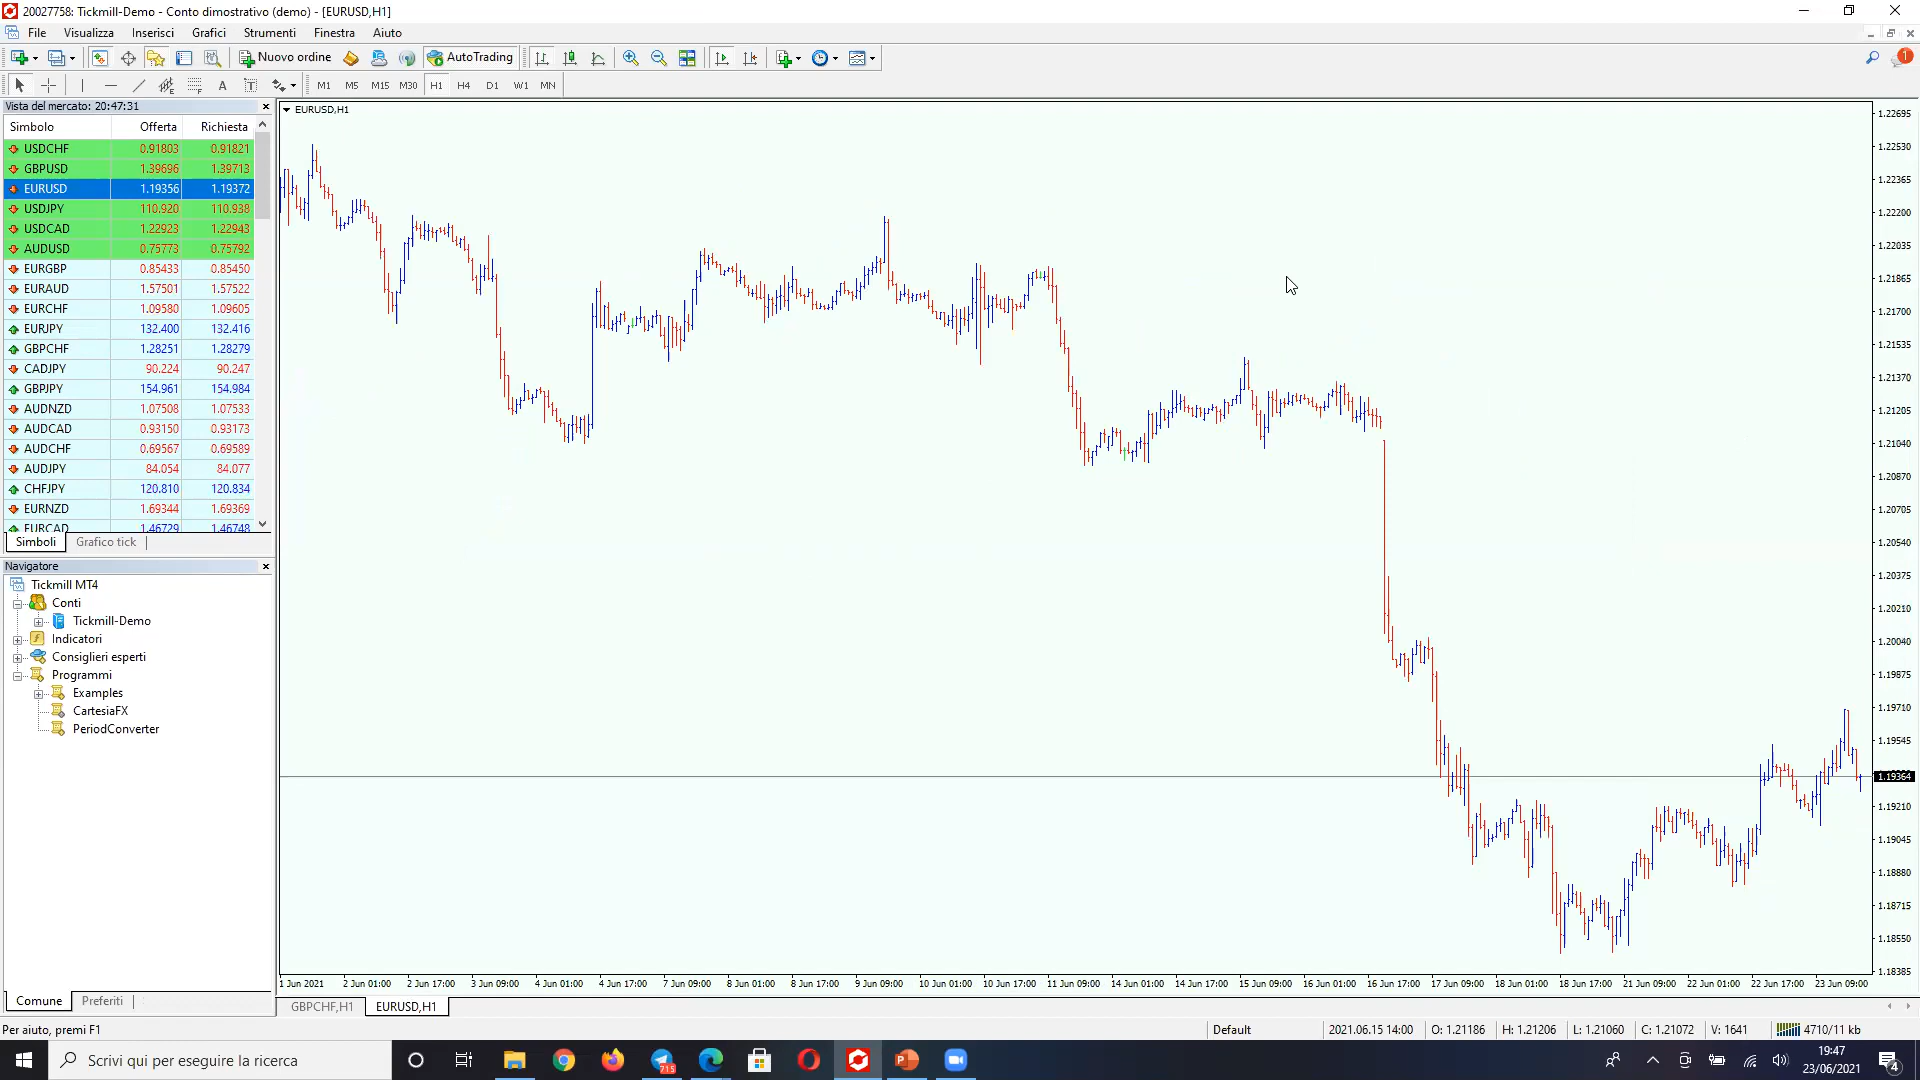 20027758: Tickmill-Demo - Conto dimostrativo (demo) - [EURUSD,H1]
File Visualizza Inserisci Grafici Strumenti Finestra Aiuto
Nuovo ordine AutoTrading 1
A T M1 M5 M15 M30 H1 H4 D1 W1 MN
Vista del mercato: 20:47:31
Simbolo Offerta Richiesta
USDCHF 0.91803 0.91821
GBPUSD 1.39696 1.39713
EURUSD 1.19356 1.19372
USDJPY 110.920 110.938
USDCAD 1.22923 1.22943
AUDUSD 0.75773 0.75792
EURGBP 0.85433 0.85450
EURAUD 1.57501 1.57522
EURCHF 1.09580 1.09605
EURJPY 132.400 132.416
GBPCHF 1.28251 1.28279
CADJPY 90.224 90.247
GBPJPY 154.961 154.984
AUDNZD 1.07508 1.07533
AUDCAD 0.93150 0.93173
AUDCHF 0.69567 0.69589
AUDJPY 84.054 84.077
CHFJPY 120.810 120.834
EURNZD 1.69344 1.69369
EURCAD 1.46729 1.46748
Simboli Grafico tick
Navigatore
Tickmill MT4
Conti
Tickmill-Demo
Indicatori
Consiglieri esperti
Programmi
Examples
CartesiaFX
PeriodConverter
Comune Preferiti
EURUSD,H1
1.22695
1.22530
1.22365
1.22200
1.22035
1.21865
1.21700
1.21535
1.21370
1.21205
1.21040
1.20870
1.20705
1.20540
1.20375
1.20210
1.20040
1.19875
1.19710
1.19545
1.19364
1.19210
1.19045
1.18880
1.18715
1.18550
1.18385
1 Jun 2021 2 Jun 01:00 2 Jun 17:00 3 Jun 09:00 4 Jun 01:00 4 Jun 17:00 7 Jun 09:00 8 Jun 01:00 8 Jun 17:00 9 Jun 09:00 10 Jun 01:00 10 Jun 17:00 11 Jun 09:00 14 Jun 01:00 14 Jun 17:00 15 Jun 09:00 16 Jun 01:00 16 Jun 17:00 17 Jun 09:00 18 Jun 01:00 18 Jun 17:00 21 Jun 09:00 22 Jun 01:00 22 Jun 17:00 23 Jun 09:00
GBPCHF,H1 EURUSD,H1
Per aiuto, premi F1 Default 2021.06.15 14:00 O: 1.21186 H: 1.21206 L: 1.21060 C: 1.21072 V: 1641 4710/11 kb
Scrivi qui per eseguire la ricerca 715 19:47
23/06/2021 4